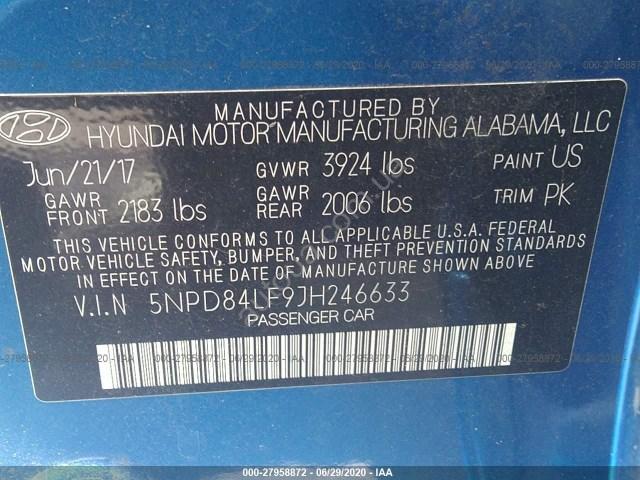 MANUFACTURED BY
HYUNDAI MOTOR MANUFACTURING ALABAMA, LLC
Jun/21/17 GVWR 3924 lbs PAINT US
GAWR FRONT 2183 lbs GAWR REAR 2006 lbs TRIM PK
THIS VEHICLE CONFORMS TO ALL APPLICABLE U.S.A. FEDERAL
MOTOR VEHICLE SAFETY, BUMPER, AND THEFT PREVENTION STANDARDS
IN EFFECT ON THE DATE OF MANUFACTURE SHOWN ABOVE.
V.I.N 5NPD84LF9JH246633
PASSENGER CAR
000-27958872 - 06/29/2020 - IAA